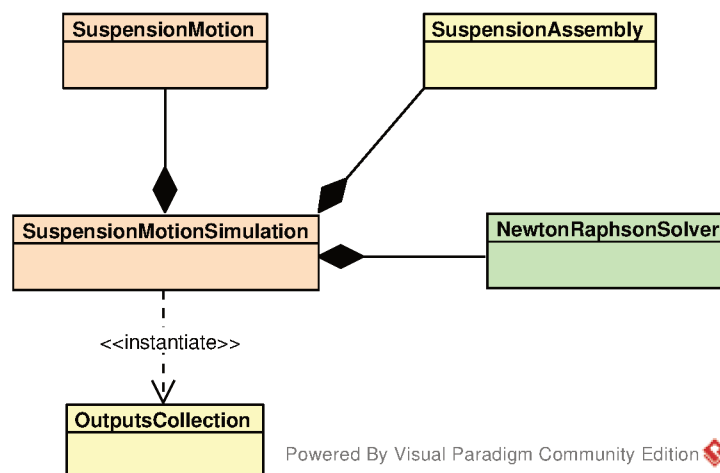 SuspensionMotion
SuspensionAssembly
SuspensionMotionSimulation
NewtonRaphsonSolver
<<instantiate>>
OutputsCollection
Powered By Visual Paradigm Community Edition